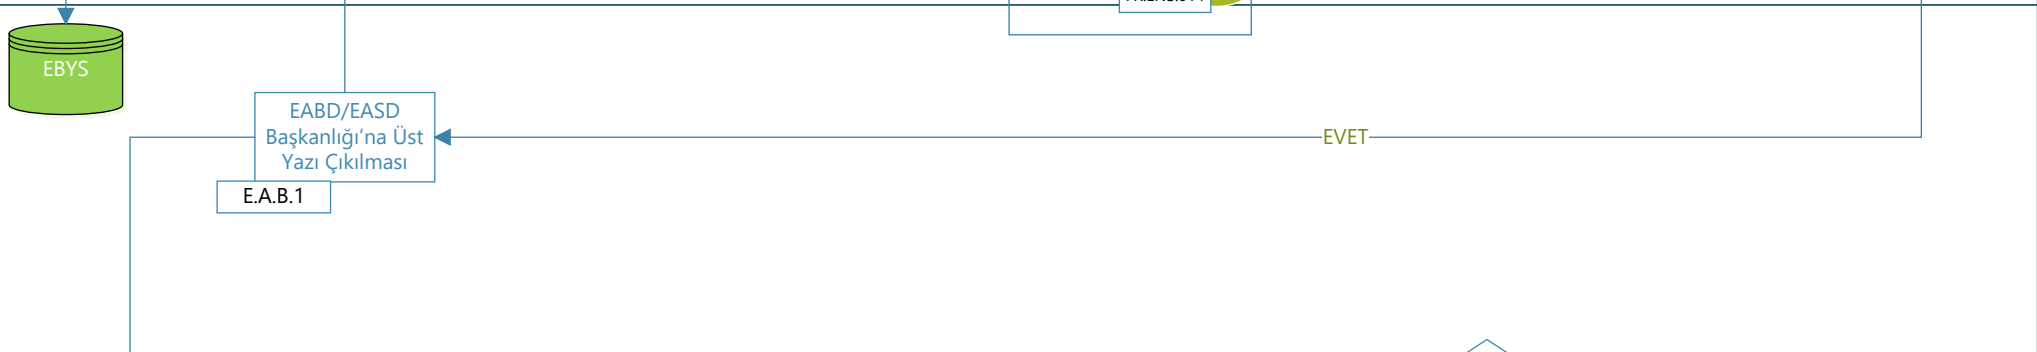 EBYS
EABD/EASD
Başkanlığı’na Üst
Yazı Çıkılması
EVET
E.A.B.1